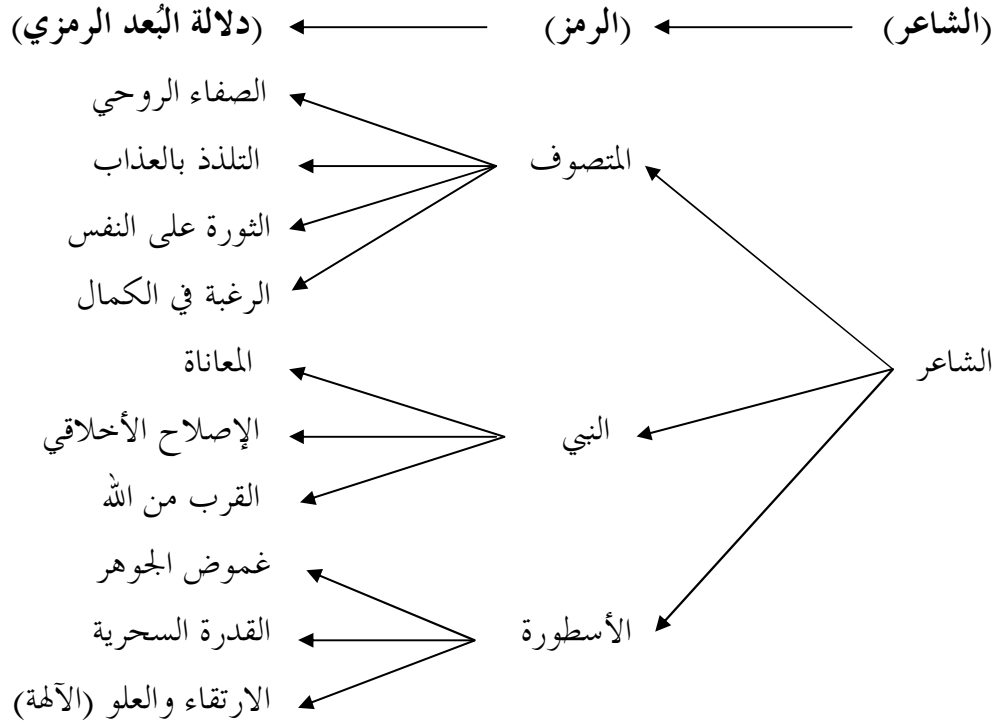 (الشاعر) (الرمز) (دلالة البُعد الرمزي)
الصفاء الروحي
المتصوف التلذذ بالعذاب
الثورة على النفس
الرغبة في الكمال
الشاعر المعاناة
النبي الإصلاح الأخلاقي
القرب من الله
غموض الجوهر
الأسطورة القدرة السحرية
الارتقاء والعلو (الآلهة)